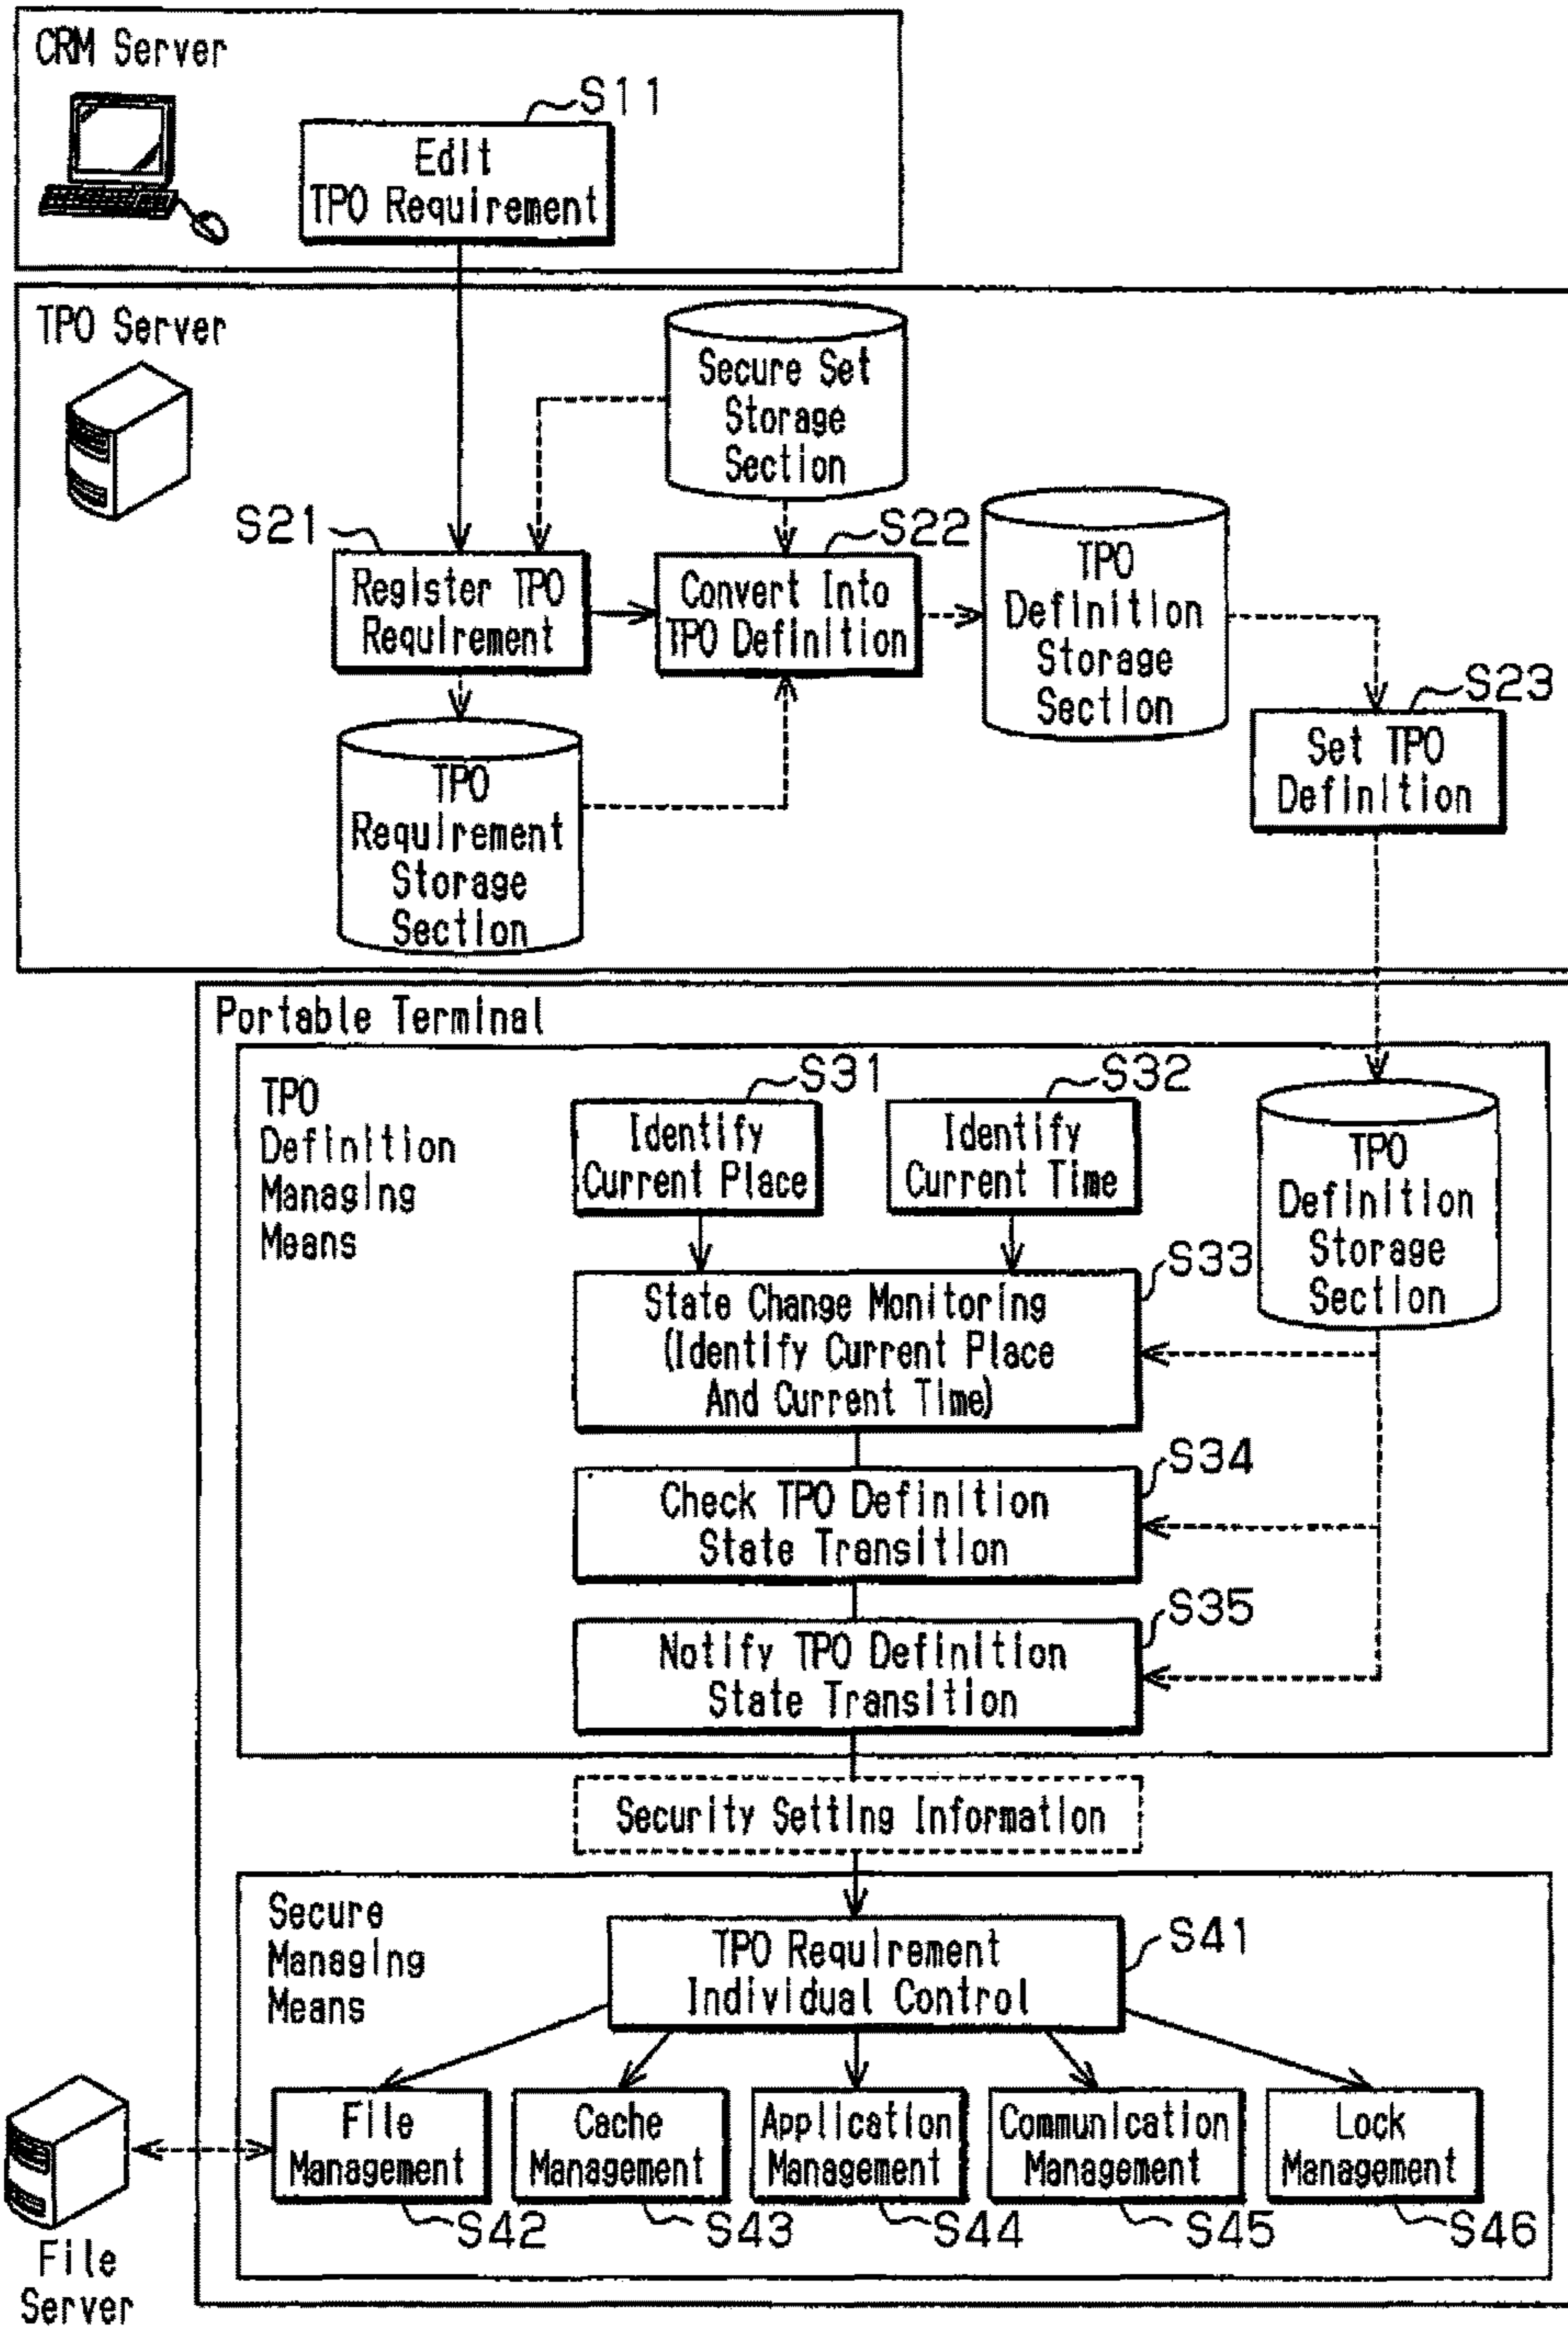 CRM Server
S11
Edit
TPO Requirement
TPO Server
Secure Set
Storage
Section
S21
Register TPO
Requirement
S22
Convert Into
TPO Definition
TPO
Definition
Storage
Section
S23
Set TPO
Definition
TPO
Requirement
Storage
Section
Portable Terminal
TPO
Definition
Managing
Means
S31
Identify
Current Place
S32
Identify
Current Time
TPO
Definition
Storage
Section
S33
State Change Monitoring
(Identify Current Place
And Current Time)
S34
Check TPO Definition
State Transition
S35
Notify TPO Definition
State Transition
Security Setting Information
Secure
Managing
Means
TPO Requirement
Individual Control
S41
File
Management
Cache
Management
Application
Management
Communication
Management
Lock
Management
S42
S43
S44
S45
S46
File
Server